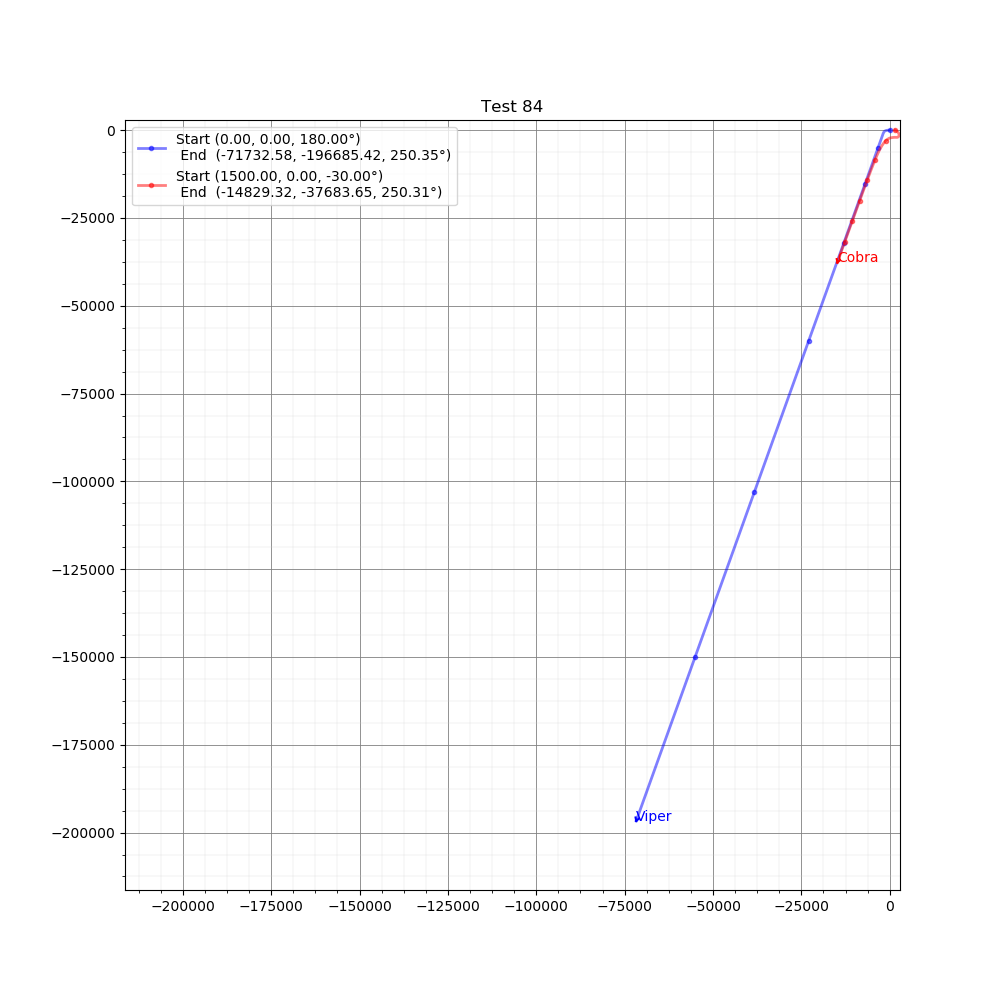 Test 84
Start (0.00, 0.00, 180.00°)
End (-71732.58, -196685.42, 250.35°)
Start (1500.00, 0.00, -30.00°)
End (-14829.32, -37683.65, 250.31°)
0
−25000
−50000
−75000
−100000
−125000
−150000
−175000
−200000
Cobra
Viper
−200000 −175000 −150000 −125000 −100000 −75000 −50000 −25000 0